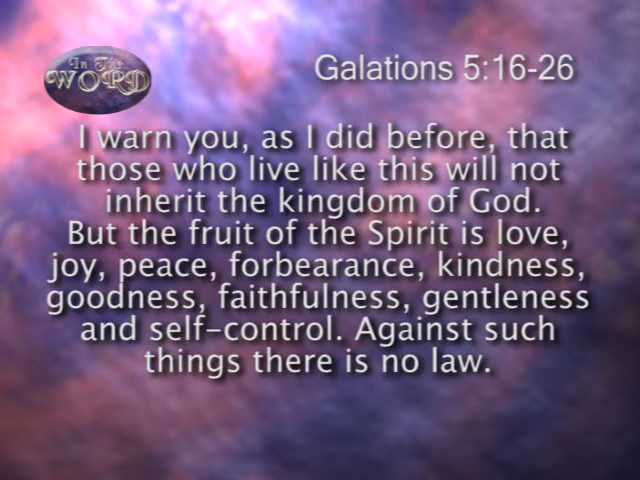 In The
WORD
Galations 5:16-26
I warn you, as I did before, that
those who live like this will not
inherit the kingdom of God.
But the fruit of the Spirit is love,
joy, peace, forbearance, kindness,
goodness, faithfulness, gentleness
and self-control. Against such
things there is no law.